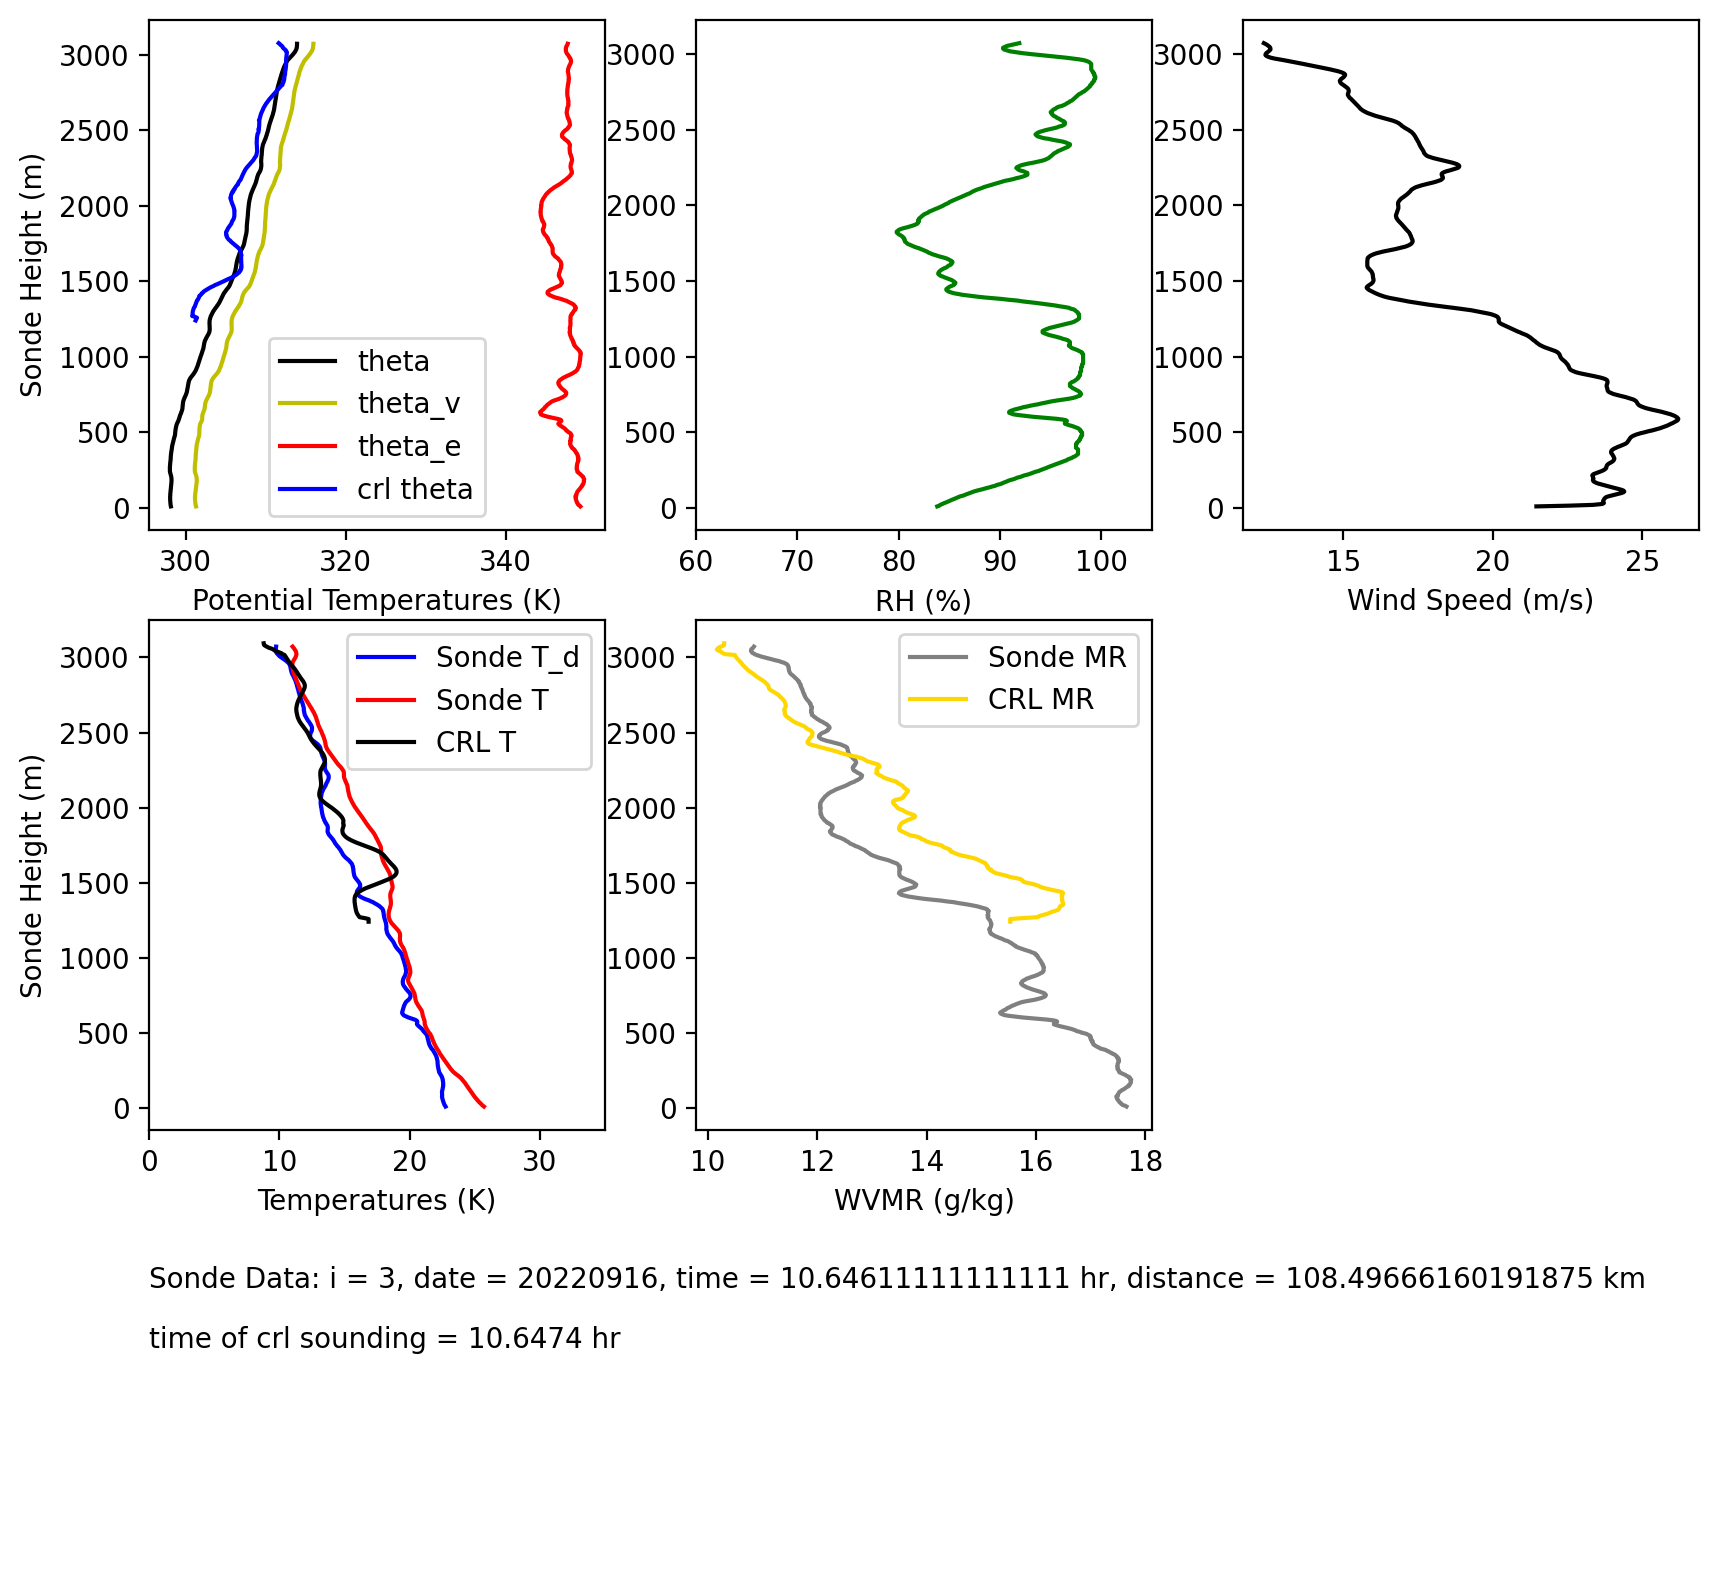 3000
2500
2000
1500
1000
500
0
Sonde Height (m)
300 320 340
Potential Temperatures (K)
theta
theta_v
theta_e
crl theta
3000
2500
2000
1500
1000
500
0
60 70 80 90 100
RH (%)
3000
2500
2000
1500
1000
500
0
15 20 25
Wind Speed (m/s)
3000
2500
2000
1500
1000
500
0
Sonde Height (m)
0 10 20 30
Temperatures (K)
Sonde T_d
Sonde T
CRL T
3000
2500
2000
1500
1000
500
0
10 12 14 16 18
WVMR (g/kg)
Sonde MR
CRL MR
Sonde Data: i = 3, date = 20220916, time = 10.64611111111111 hr, distance = 108.49666160191875 km
time of crl sounding = 10.6474 hr